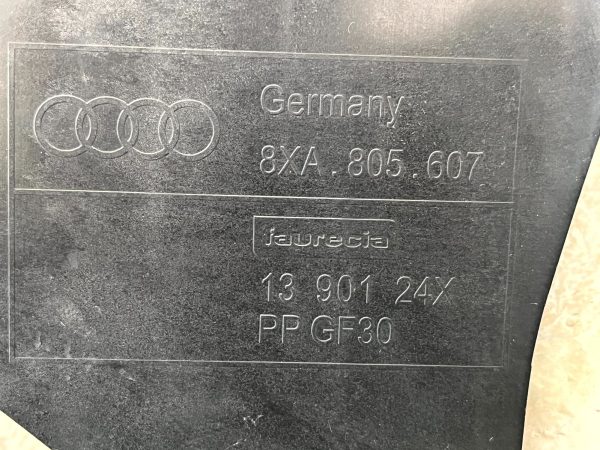 Germany
8XA.805.607
faurecia
13 901 24X
PP GF30